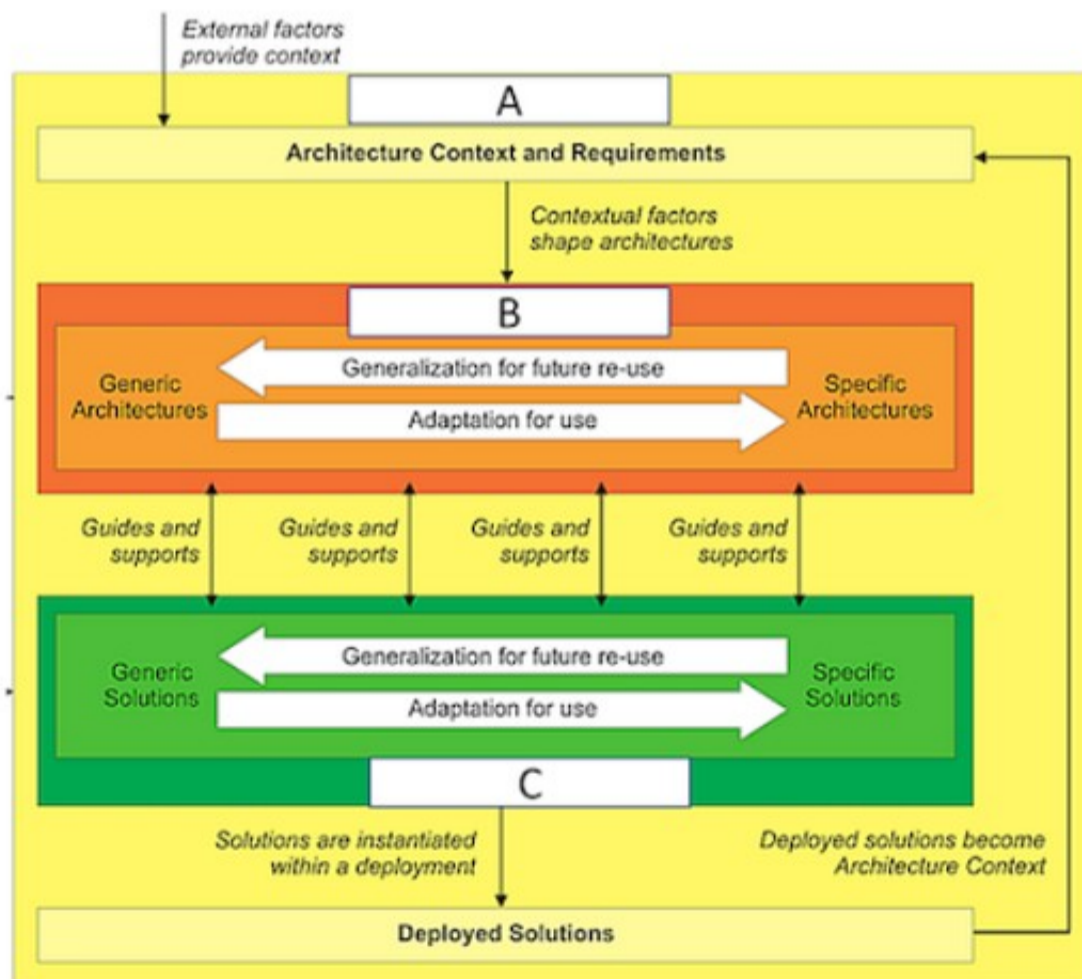 External factors
provide context
A
Architecture Context and Requirements
Contextual factors
shape architectures
B
Generalization for future re-use
Generic
Architectures
Specific
Architectures
Adaptation for use
Guides and
supports
Guides and
supports
Guides and
supports
Guides and
supports
Generalization for future re-use
Generic
Solutions
Specific
Solutions
Adaptation for use
C
Solutions are instantiated
within a deployment
Deployed solutions become
Architecture Context
Deployed Solutions